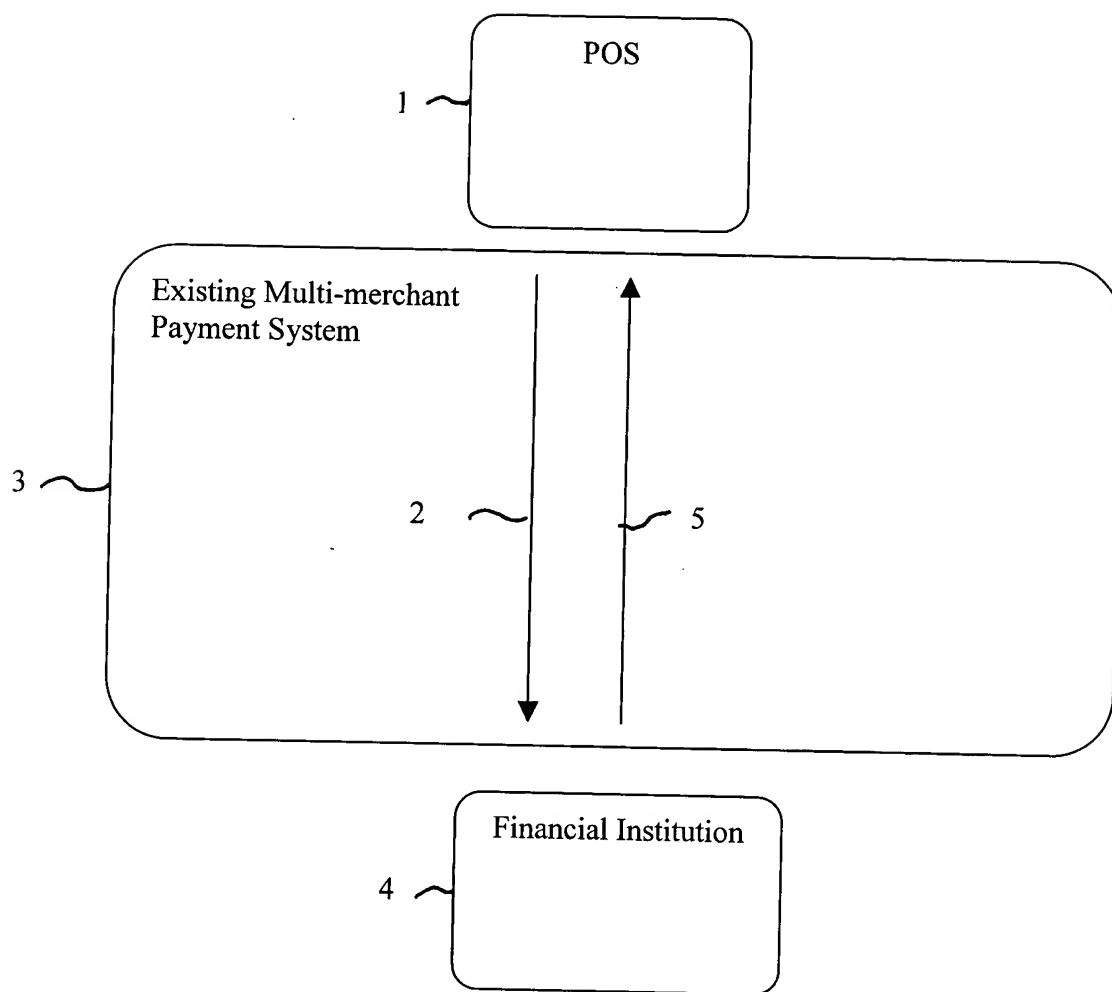 POS
1
Existing Multi-merchant
Payment System
3
2
5
Financial Institution
4